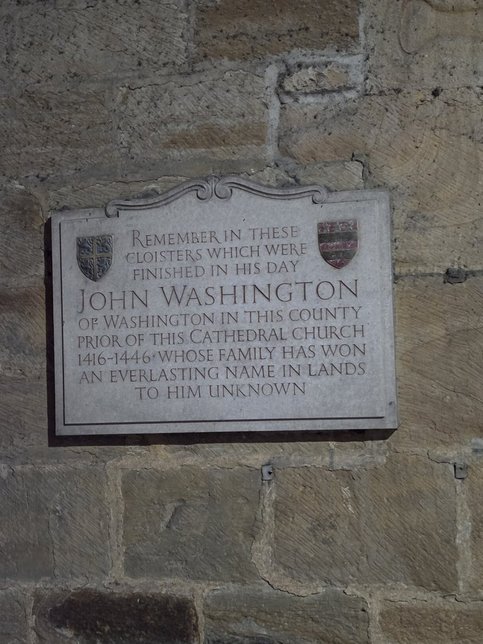 REMEMBER IN THESE
CLOISTERS WHICH WERE
FINISHED IN HIS DAY
JOHN WASHINGTON
OF WASHINGTON IN THIS COUNTY
PRIOR OF THIS CATHEDRAL CHURCH
1416-1446 WHOSE FAMILY HAS WON
AN EVERLASTING NAME IN LANDS
TO HIM UNKNOWN